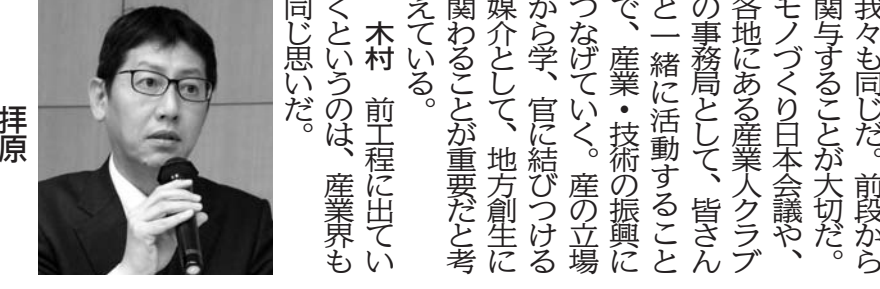 我々も同じだ。前段から
関与することが大切だ。
モノづくり日本会議や、
各地にある産業人クラブ
の事務局として、皆さん
と一緒に活動すること
で、産業・技術の振興に
つなげていく。産の立場
から学、官に結びつける
媒介として、地方創生に
関わることが重要だと考
えている。
木村　前工程に出てい
くというのは、産業界も
同じ思いだ。
拝原